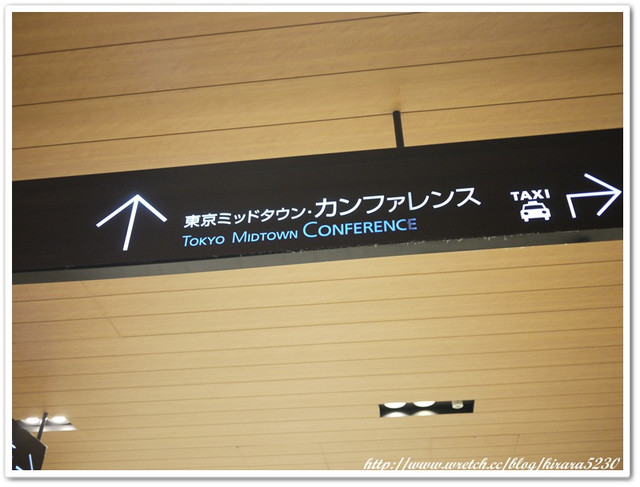 東京ミッドタウン・カンファレンス
TOKYO MIDTOWN CONFERENCE
TAXI
http://www.wretch.cc/blog/kirara5230